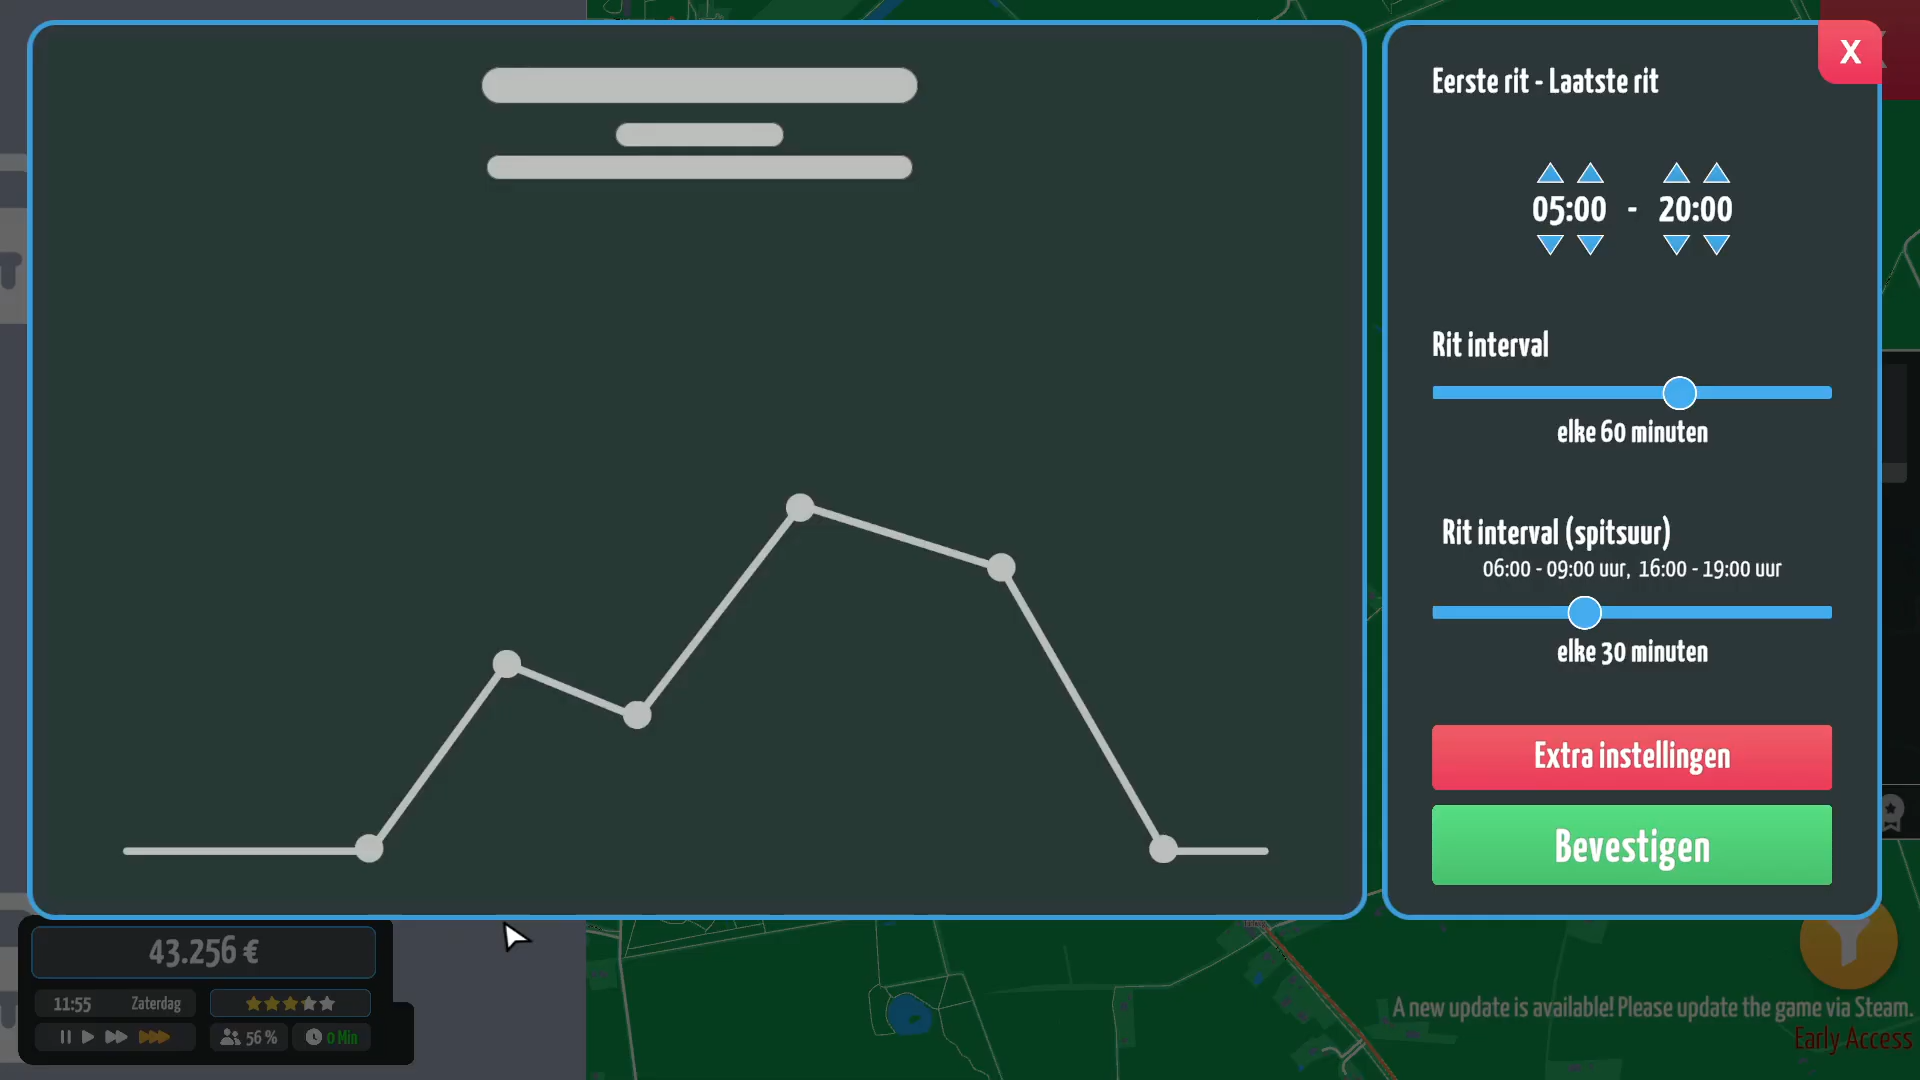 X
Eerste rit - Laatste rit
05:00 - 20:00
Rit interval
elke 60 minuten
Rit interval (spitsuur)
06:00 - 09:00 uur, 16:00 - 19:00 uur
elke 30 minuten
Extra instellingen
Bevestigen
43.256 €
11:55 Zaterdag
56 % 0 Min
A new update is available! Please update the game via Steam.
Early Access